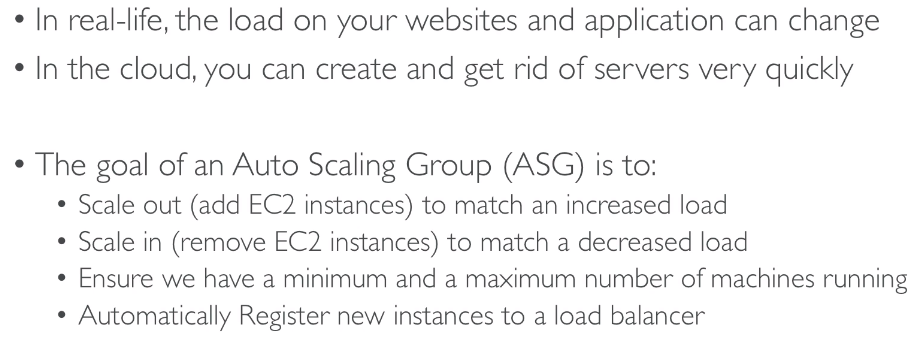 • In real-life, the load on your websites and application can change
• In the cloud, you can create and get rid of servers very quickly
• The goal of an Auto Scaling Group (ASG) is to:
• Scale out (add EC2 instances) to match an increased load
• Scale in (remove EC2 instances) to match a decreased load
• Ensure we have a minimum and a maximum number of machines running
• Automatically Register new instances to a load balancer